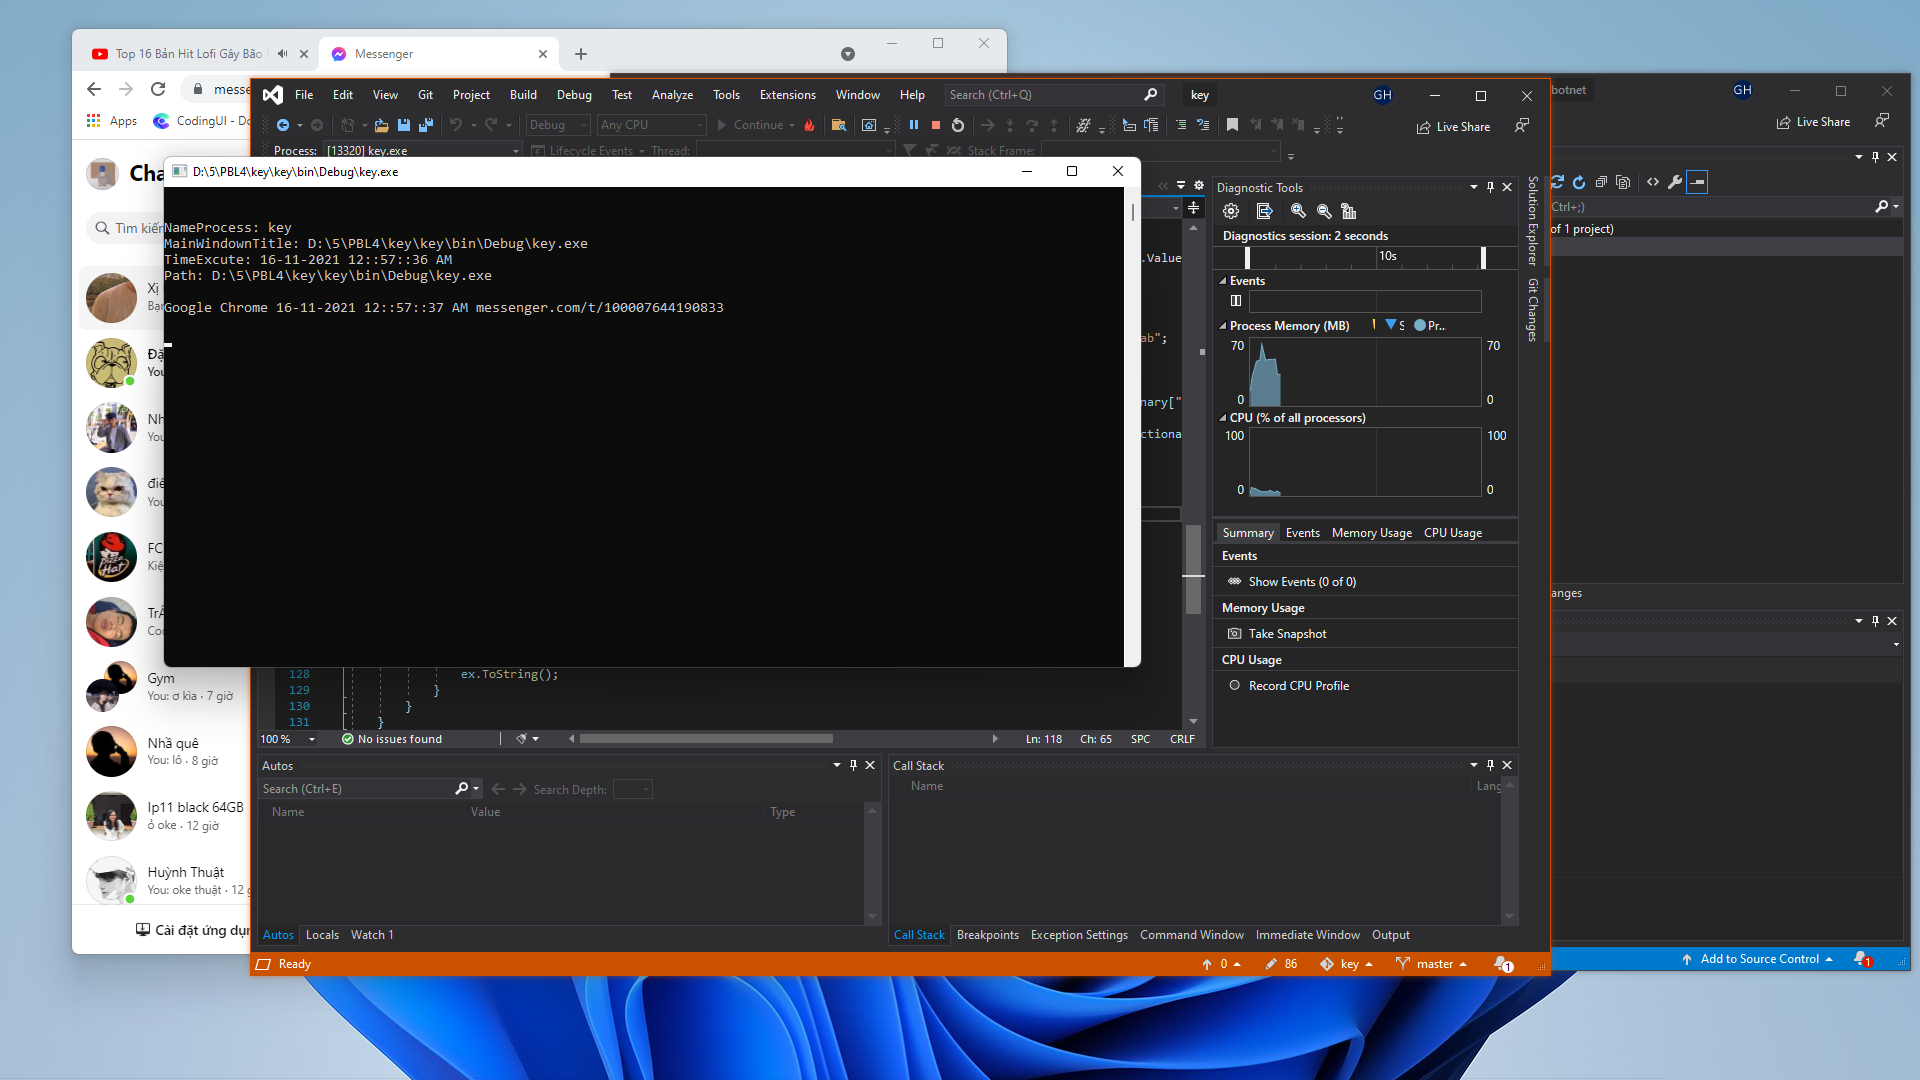 Top 16 Bản Hit Lofi Gây Bão
Messenger
messe
Apps
CodingUI - Do
Cha
Tìm kiến
Xị
Bạn
Đặ
You
Nh
You
điể
You
FC
Kiệ
TrÂ
Con
Gym
You: ơ kìa · 7 giờ
Nhà quê
You: lô · 8 giờ
Ip11 black 64GB
ỏ oke · 12 giờ
Huỳnh Thuật
You: oke thuật · 12 g
Cài đặt ứng dụn
File Edit View Git Project Build Debug Test Analyze Tools Extensions Window Help Search (Ctrl+Q) key GH
Debug Any CPU Continue Live Share
Process: [13320] key.exe Lifecycle Events Thread: Stack Frame:
D:\5\PBL4\key\key\bin\Debug\key.exe
NameProcess: key
MainWindownTitle: D:\5\PBL4\key\key\bin\Debug\key.exe
TimeExcute: 16-11-2021 12::57::36 AM
Path: D:\5\PBL4\key\key\bin\Debug\key.exe
Google Chrome 16-11-2021 12::57::37 AM messenger.com/t/100007644190833
.Value
ab";
nary["
ctiona
128 ex.ToString();
129 }
130 }
131 }
100 % No issues found Ln: 118 Ch: 65 SPC CRLF
Diagnostic Tools
Diagnostics session: 2 seconds
10s
Events
Process Memory (MB) S Pr...
70 70
0 0
CPU (% of all processors)
100 100
0 0
Summary Events Memory Usage CPU Usage
Events
Show Events (0 of 0)
Memory Usage
Take Snapshot
CPU Usage
Record CPU Profile
Solution Explorer
Git Changes
Autos
Search (Ctrl+E) Search Depth:
Name Value Type
Autos Locals Watch 1
Call Stack
Name Lang
Call Stack Breakpoints Exception Settings Command Window Immediate Window Output
Ready 0 86 key master 1
botnet GH
Live Share
Ctrl+;)
of 1 project)
anges
Add to Source Control 1